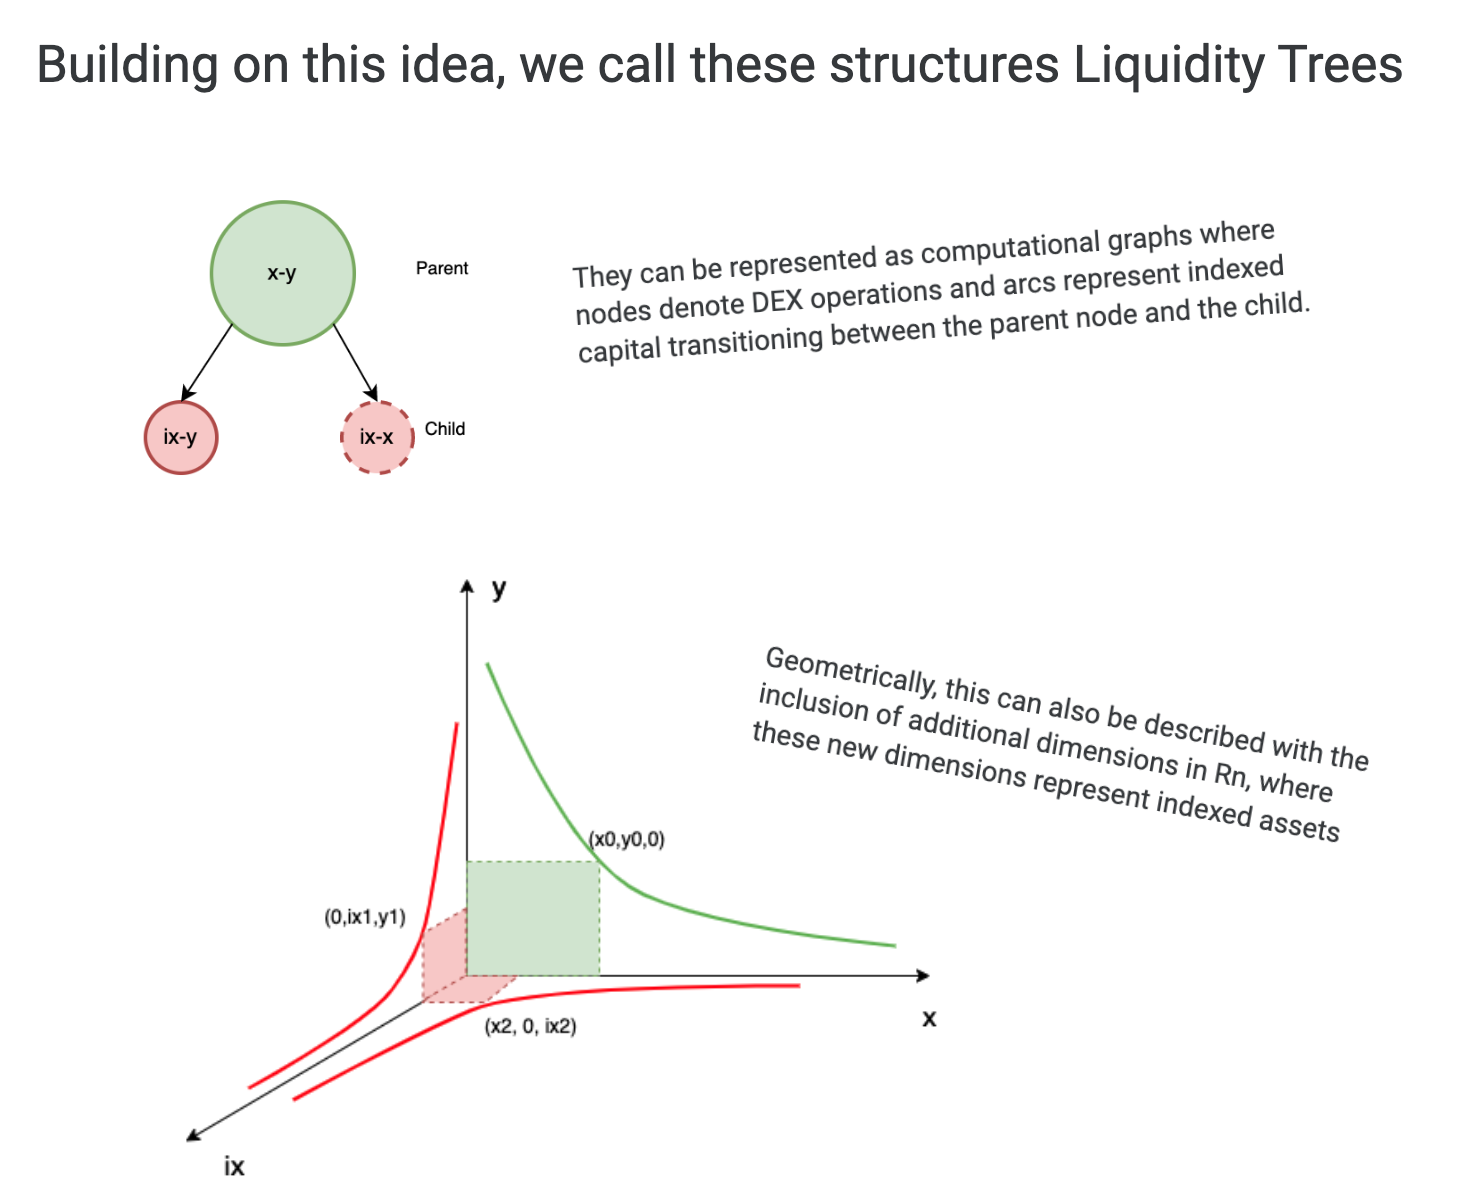 Building on this idea, we call these structures Liquidity Trees
x-y
Parent
ix-y
ix-x
Child
They can be represented as computational graphs where
nodes denote DEX operations and arcs represent indexed
capital transitioning between the parent node and the child.
y
(x0,y0,0)
(0,ix1,y1)
(x2, 0, ix2)
x
ix
Geometrically, this can also be described with the
inclusion of additional dimensions in Rn, where
these new dimensions represent indexed assets